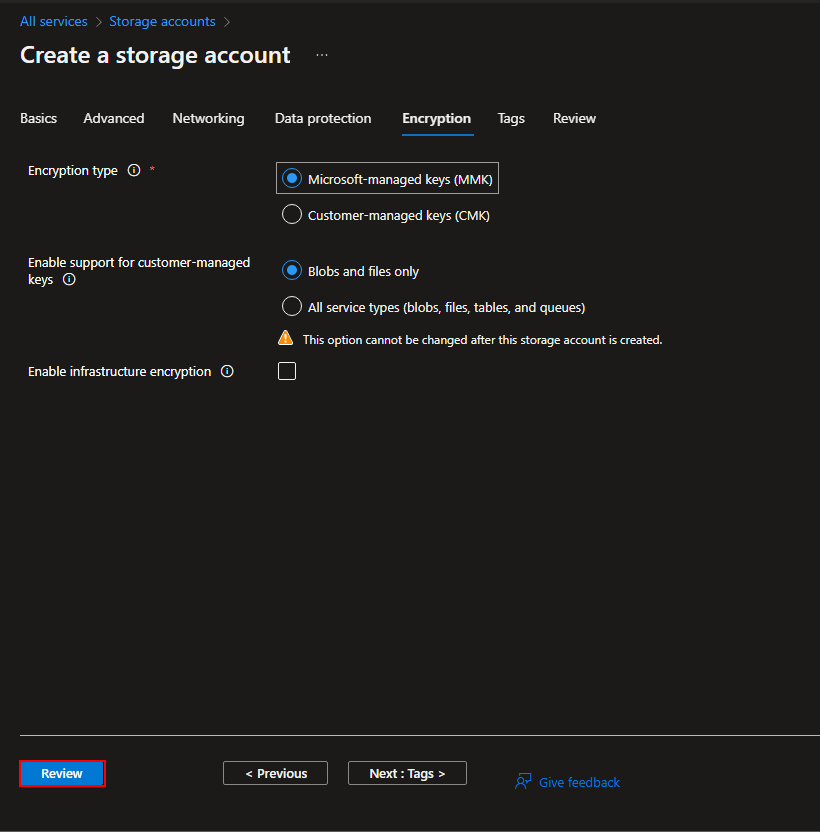 All services > Storage accounts >
Create a storage account ...
Basics Advanced Networking Data protection Encryption Tags Review
Encryption type *
Microsoft-managed keys (MMK)
Customer-managed keys (CMK)
Enable support for customer-managed
keys
Blobs and files only
All service types (blobs, files, tables, and queues)
This option cannot be changed after this storage account is created.
Enable infrastructure encryption
Review
< Previous
Next : Tags >
Give feedback